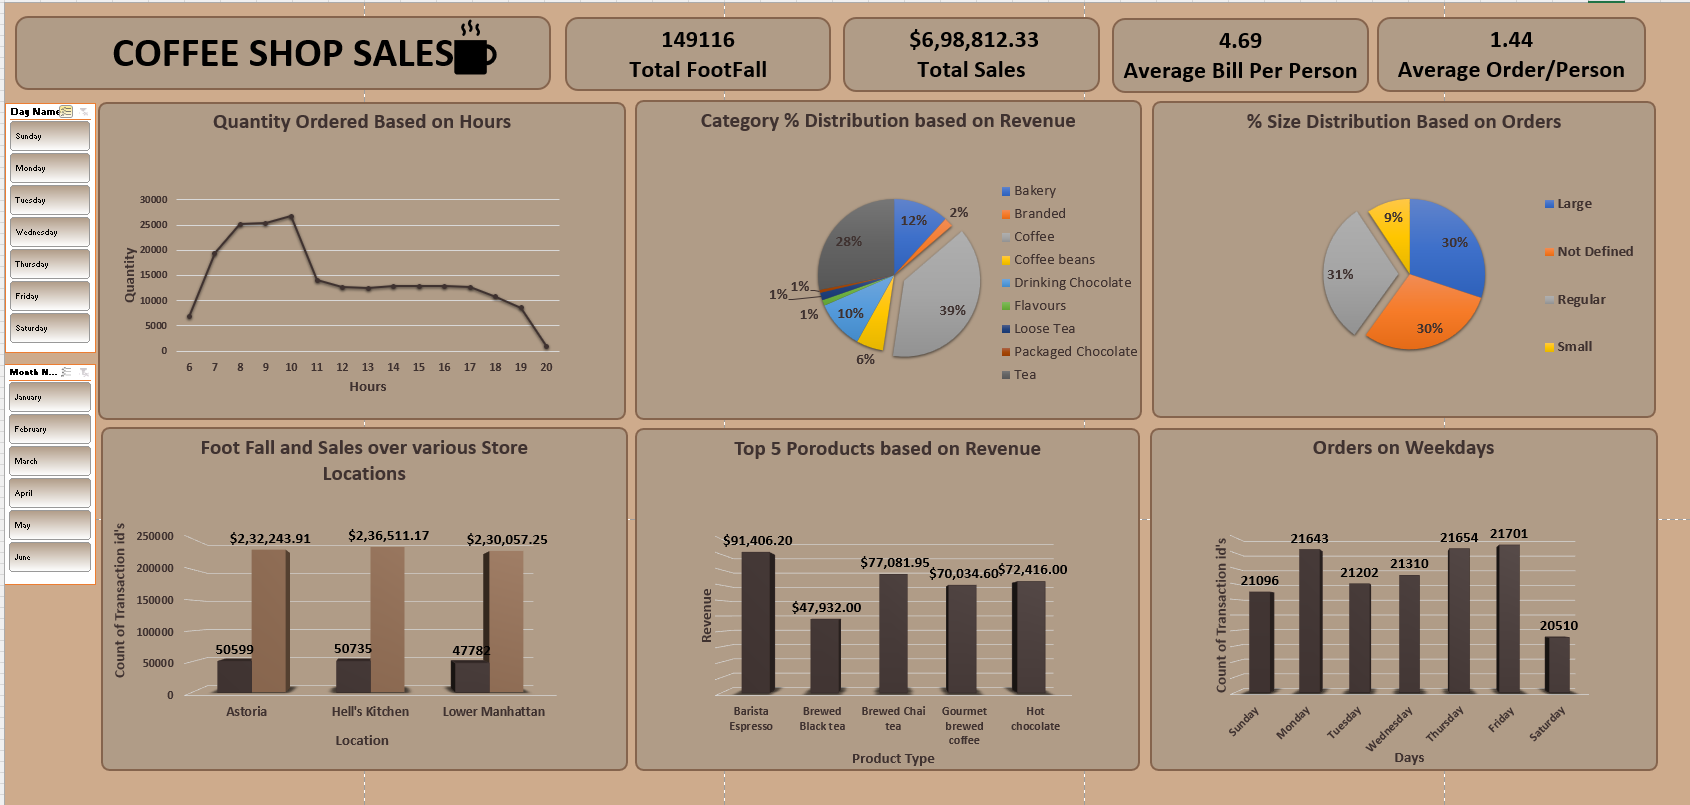 COFFEE SHOP SALES
149116
Total FootFall
$6,98,812.33
Total Sales
4.69
Average Bill Per Person
1.44
Average Order/Person
Day Name
Sunday
Monday
Tuesday
Wednesday
Thursday
Friday
Saturday
Month N...
January
February
March
April
May
June
Quantity Ordered Based on Hours
Quantity
30000
25000
20000
15000
10000
5000
0
6 7 8 9 10 11 12 13 14 15 16 17 18 19 20
Hours
Category % Distribution based on Revenue
12%
2%
39%
6%
10%
1%
1%
1%
28%
Bakery
Branded
Coffee
Coffee beans
Drinking Chocolate
Flavours
Loose Tea
Packaged Chocolate
Tea
% Size Distribution Based on Orders
30%
30%
31%
9%
Large
Not Defined
Regular
Small
Foot Fall and Sales over various Store
Locations
Count of Transaction id's
250000
200000
150000
100000
50000
0
$2,32,243.91 $2,36,511.17 $2,30,057.25
50599 50735 47782
Astoria Hell's Kitchen Lower Manhattan
Location
Top 5 Poroducts based on Revenue
Revenue
$91,406.20
$47,932.00
$77,081.95
$70,034.60
$72,416.00
Barista
Espresso
Brewed
Black tea
Brewed Chai
tea
Gourmet
brewed
coffee
Hot
chocolate
Product Type
Orders on Weekdays
Count of Transaction id's
21096
21643
21202
21310
21654
21701
20510
Sunday
Monday
Tuesday
Wednesday
Thursday
Friday
Saturday
Days